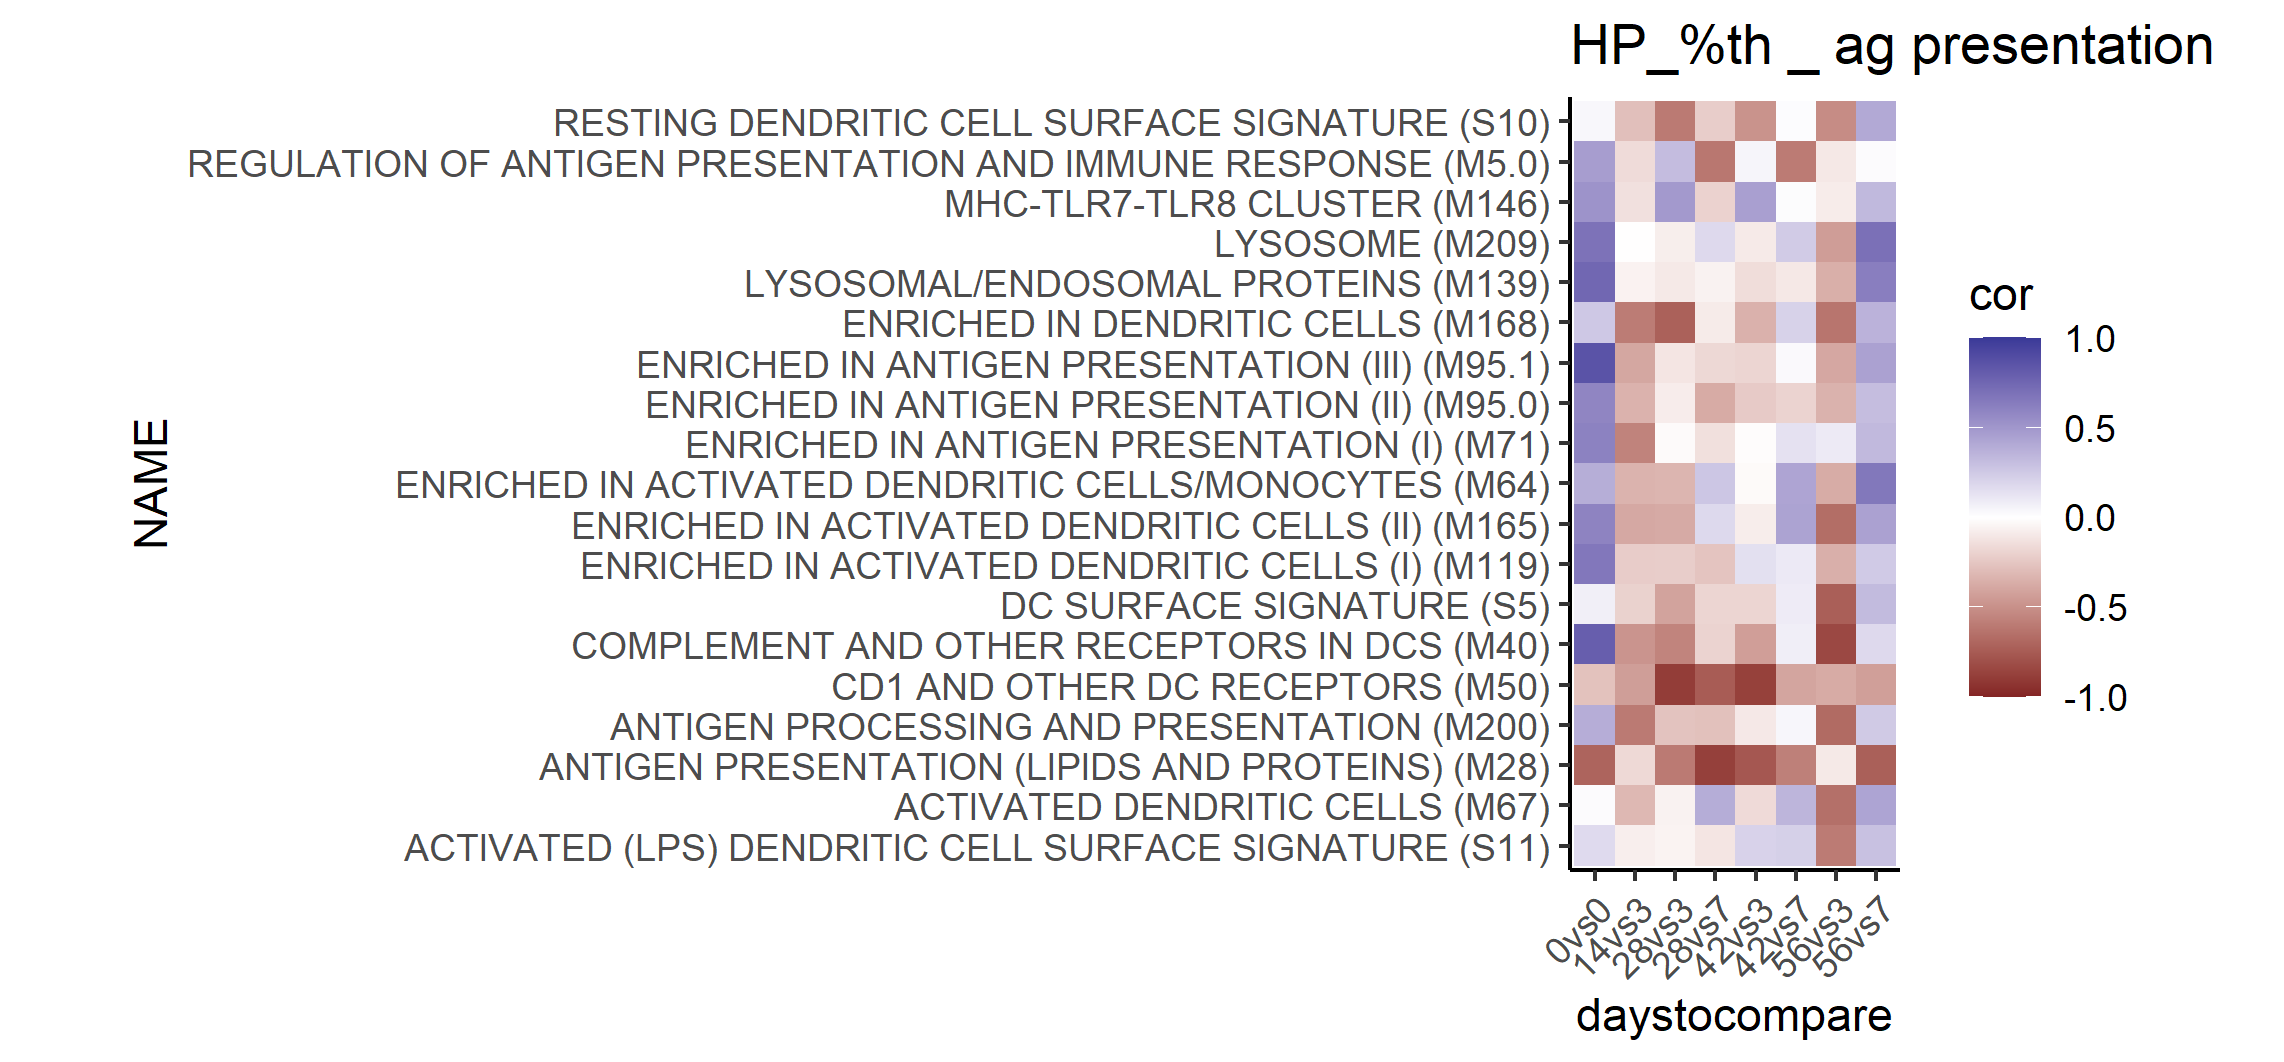 HP_%th _ ag presentation
RESTING DENDRITIC CELL SURFACE SIGNATURE (S10)
REGULATION OF ANTIGEN PRESENTATION AND IMMUNE RESPONSE (M5.0)
MHC-TLR7-TLR8 CLUSTER (M146)
LYSOSOME (M209)
LYSOSOMAL/ENDOSOMAL PROTEINS (M139)
ENRICHED IN DENDRITIC CELLS (M168)
ENRICHED IN ANTIGEN PRESENTATION (III) (M95.1)
ENRICHED IN ANTIGEN PRESENTATION (II) (M95.0)
ENRICHED IN ANTIGEN PRESENTATION (I) (M71)
ENRICHED IN ACTIVATED DENDRITIC CELLS/MONOCYTES (M64)
ENRICHED IN ACTIVATED DENDRITIC CELLS (II) (M165)
ENRICHED IN ACTIVATED DENDRITIC CELLS (I) (M119)
DC SURFACE SIGNATURE (S5)
COMPLEMENT AND OTHER RECEPTORS IN DCS (M40)
CD1 AND OTHER DC RECEPTORS (M50)
ANTIGEN PROCESSING AND PRESENTATION (M200)
ANTIGEN PRESENTATION (LIPIDS AND PROTEINS) (M28)
ACTIVATED DENDRITIC CELLS (M67)
ACTIVATED (LPS) DENDRITIC CELL SURFACE SIGNATURE (S11)
NAME
0vs0
14vs3
28vs3
28vs7
42vs3
42vs7
56vs3
56vs7
daystocompare
cor
1.0
0.5
0.0
-0.5
-1.0